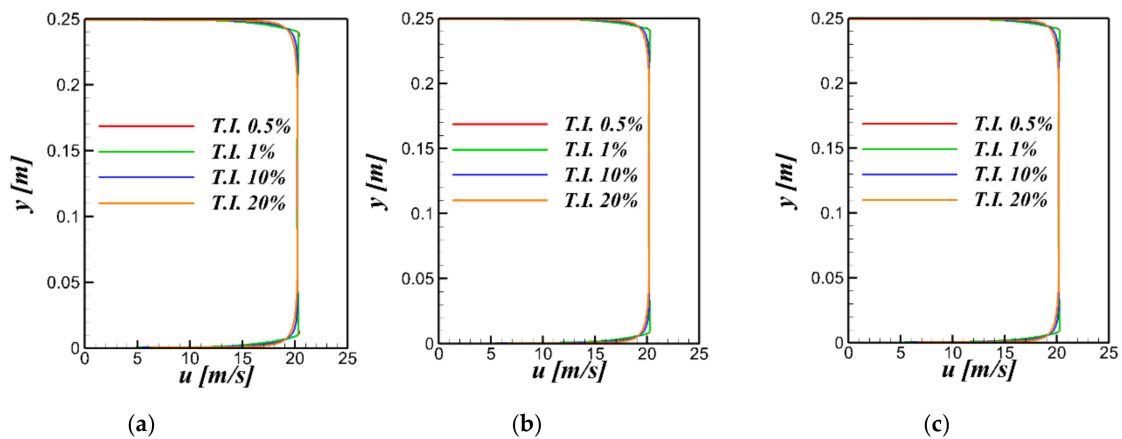 0.25
0.2
0.15
0.1
0.05
0
y [m]
T.I. 0.5%
T.I. 1%
T.I. 10%
T.I. 20%
0 5 10 15 20 25
u [m/s]
(a)
0.25
0.2
0.15
0.1
0.05
0
y [m]
T.I. 0.5%
T.I. 1%
T.I. 10%
T.I. 20%
0 5 10 15 20 25
u [m/s]
(b)
0.25
0.2
0.15
0.1
0.05
0
y [m]
T.I. 0.5%
T.I. 1%
T.I. 10%
T.I. 20%
0 5 10 15 20 25
u [m/s]
(c)